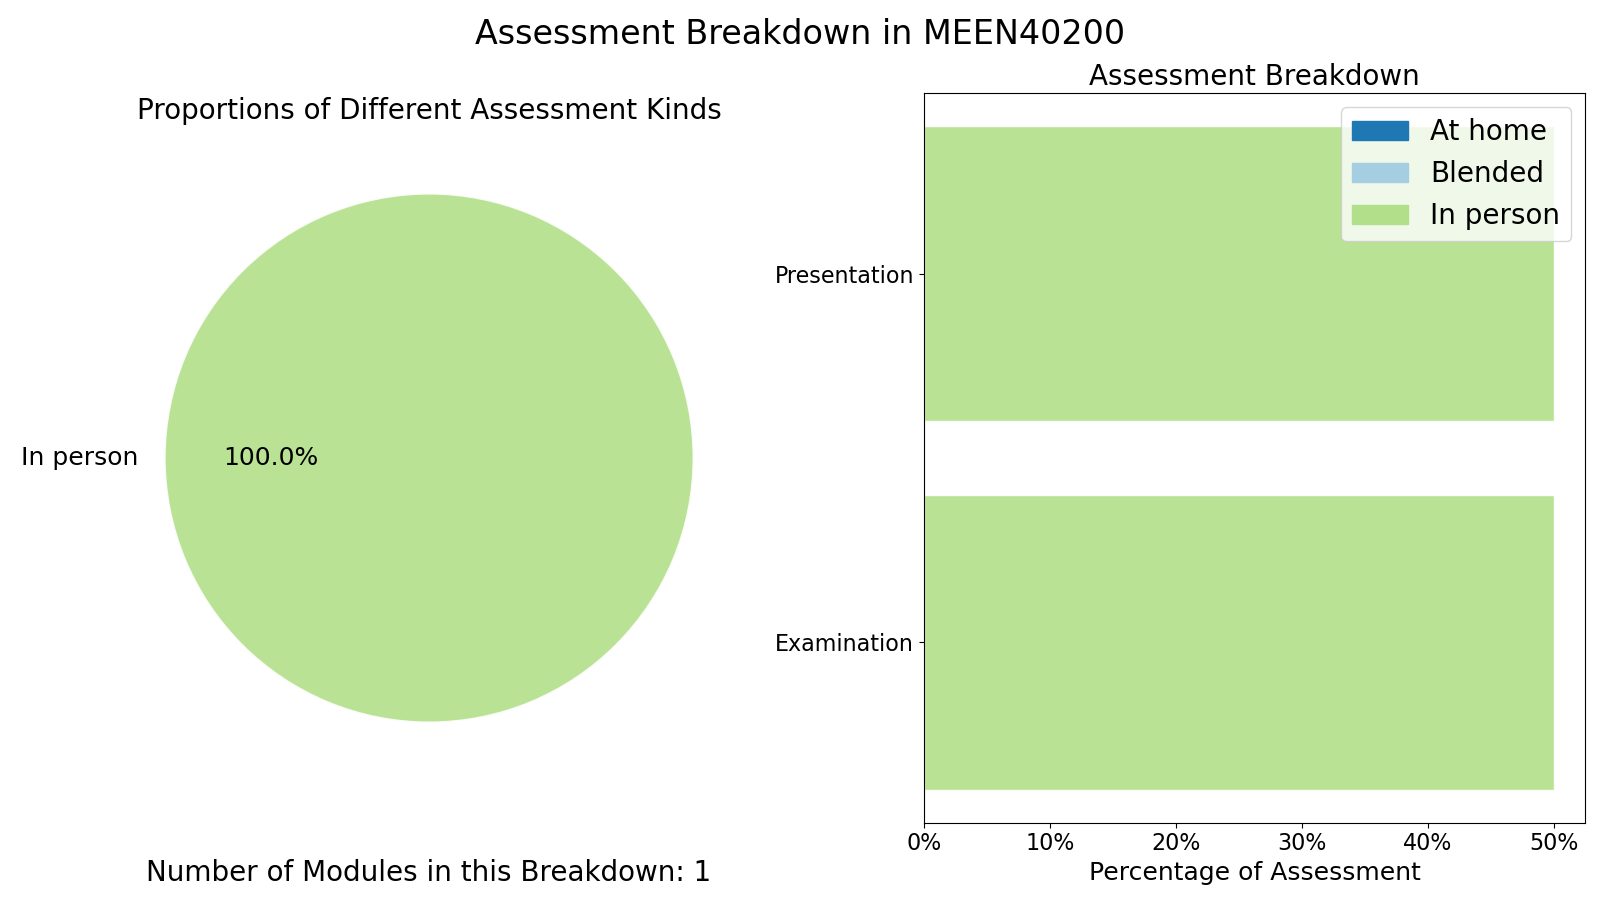 Assessment Breakdown in MEEN40200
Proportions of Different Assessment Kinds
In person
100.0%
Number of Modules in this Breakdown: 1
Assessment Breakdown
At home
Blended
In person
Presentation
Examination
0% 10% 20% 30% 40% 50%
Percentage of Assessment